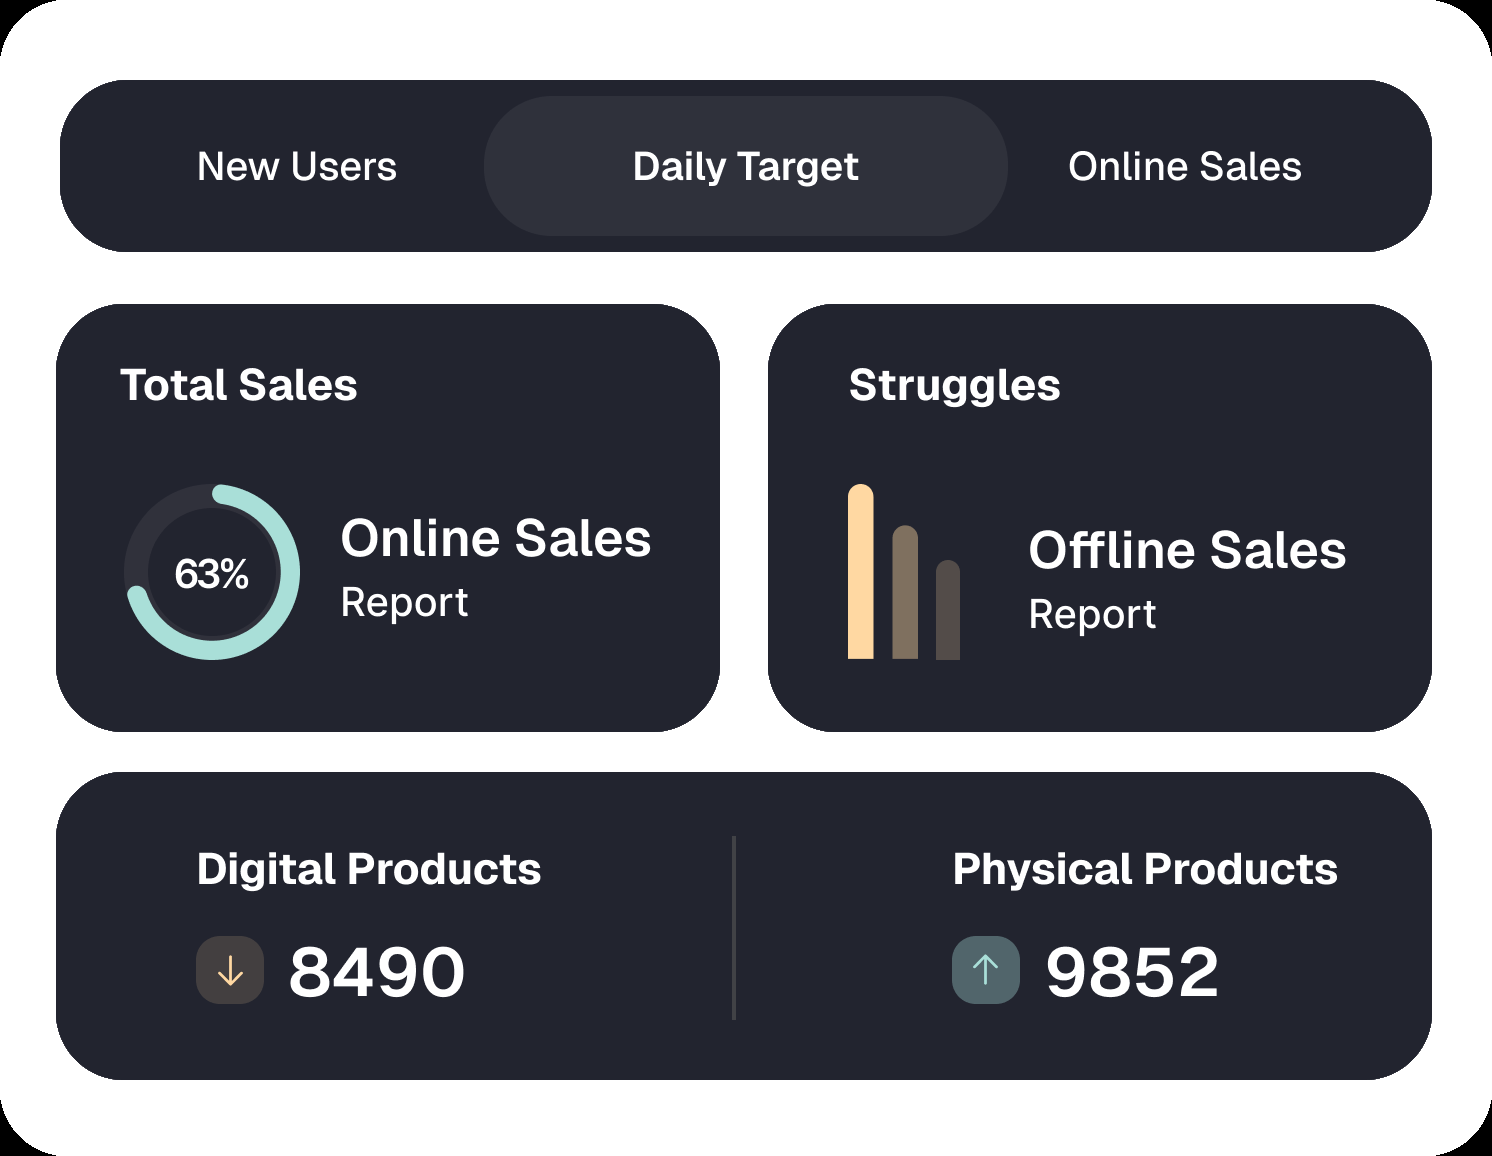 New Users
Daily Target
Online Sales
Total Sales
63%
Online Sales
Report
Struggles
Offline Sales
Report
Digital Products
8490
Physical Products
9852